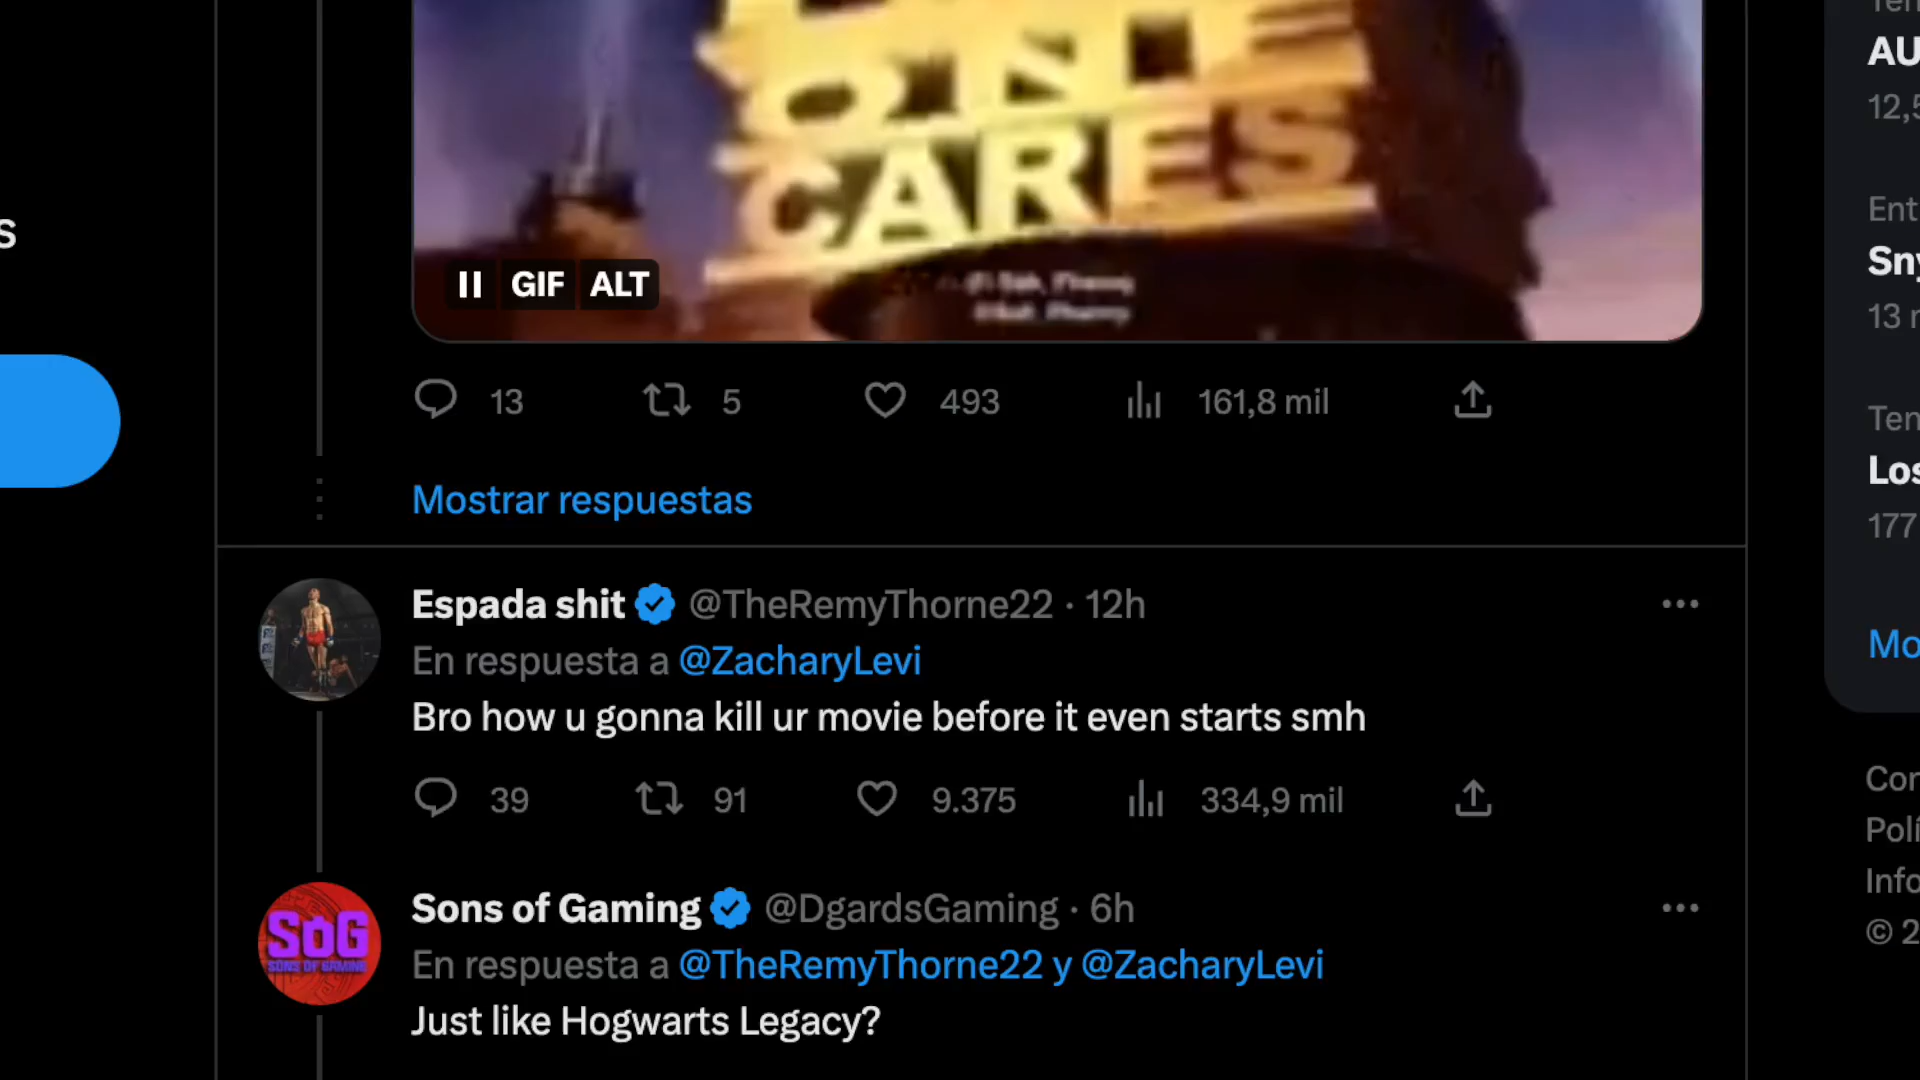 ONE
CARES
GIF ALT
13 5 493 161,8 mil
Mostrar respuestas
Espada shit @TheRemyThorne22 · 12h
En respuesta a @ZacharyLevi
Bro how u gonna kill ur movie before it even starts smh
39 91 9.375 334,9 mil
Sons of Gaming @DgardsGaming · 6h
En respuesta a @TheRemyThorne22 y @ZacharyLevi
Just like Hogwarts Legacy?
SOG
SONS OF GAMING
S
AU
12,5
Ent
Sny
13 r
Ten
Los
177
Mo
Con
Polí
Info
© 2